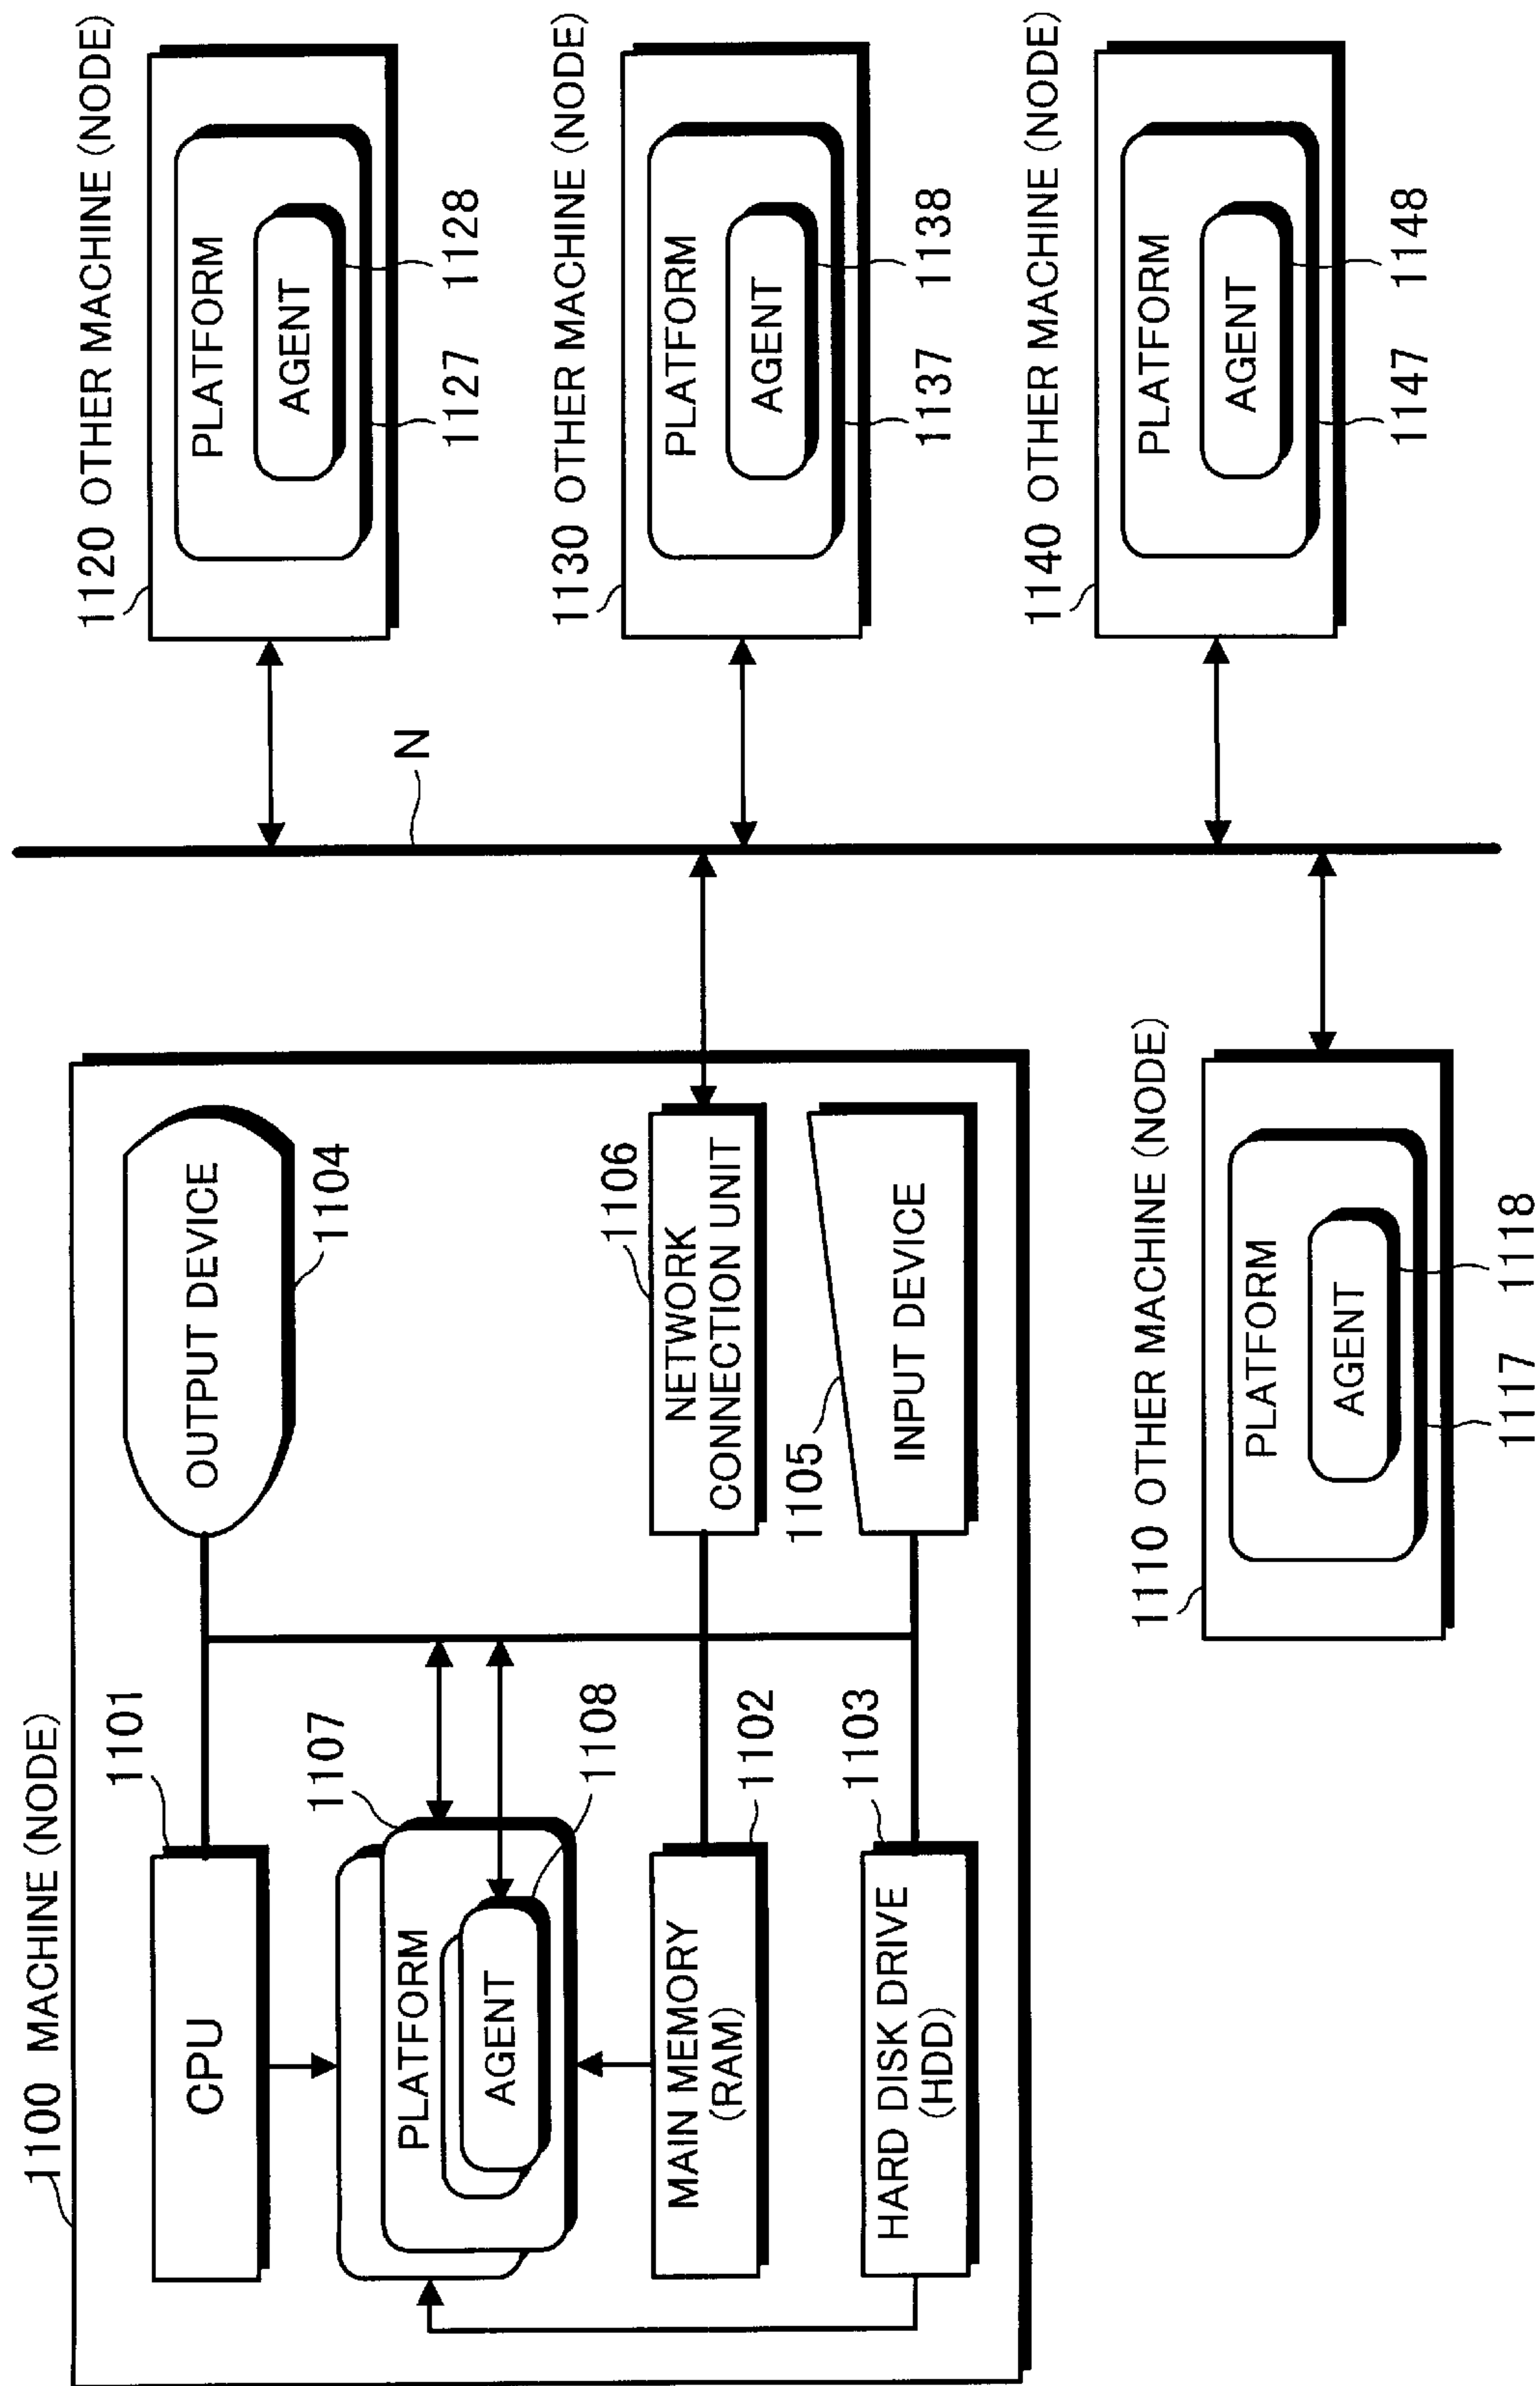 1100 MACHINE (NODE)
1101
CPU
OUTPUT DEVICE
1104
1107
PLATFORM
AGENT
1108
1106
NETWORK
CONNECTION UNIT
MAIN MEMORY
(RAM)
1102
1105
INPUT DEVICE
1103
HARD DISK DRIVE
(HDD)
N
1120 OTHER MACHINE (NODE)
PLATFORM
AGENT
1127
1128
1130 OTHER MACHINE (NODE)
PLATFORM
AGENT
1137
1138
1140 OTHER MACHINE (NODE)
PLATFORM
AGENT
1147
1148
1110 OTHER MACHINE (NODE)
PLATFORM
AGENT
1117
1118